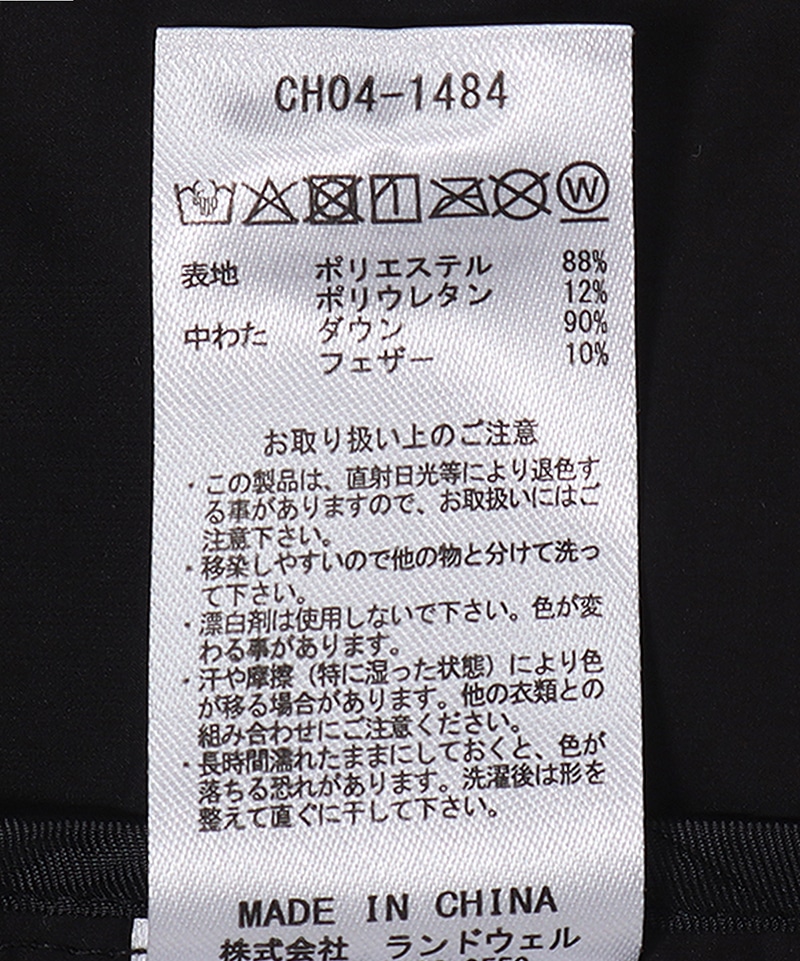 CH04-1484
W
表地 ポリエステル 88%
ポリウレタン 12%
中わた ダウン 90%
フェザー 10%
お取り扱い上のご注意
・この製品は、直射日光等により退色す
る事がありますので、お取扱いにはご
注意下さい。
・移染しやすいので他の物と分けて洗っ
て下さい。
・漂白剤は使用しないで下さい。色が変
わる事があります。
・汗や摩擦（特に湿った状態）により色
が移る場合があります。他の衣類との
組み合わせにご注意ください。
・長時間濡れたままにしておくと、色が
落ちる恐れがあります。洗濯後は形を
整えて直ぐに干して下さい。
MADE IN CHINA
株式会社 ランドウェル